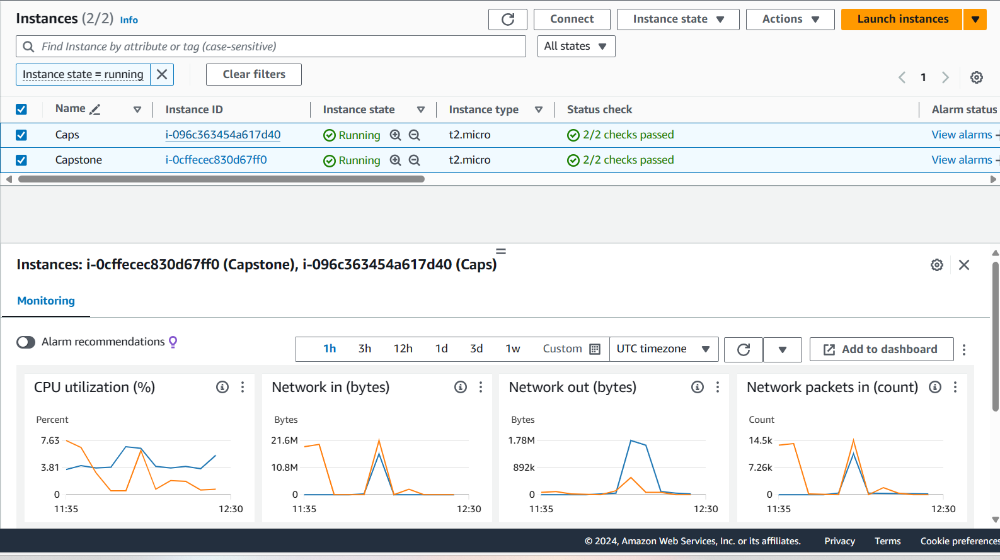 Instances (2/2) Info
Connect
Instance state
Actions
Launch instances
Find Instance by attribute or tag (case-sensitive)
All states
Instance state = running
Clear filters
1
Name
Instance ID
Instance state
Instance type
Status check
Alarm status
Caps
i-096c363454a617d40
Running
t2.micro
2/2 checks passed
View alarms
Capstone
i-0cffecec830d67ff0
Running
t2.micro
2/2 checks passed
View alarms
Instances: i-0cffecec830d67ff0 (Capstone), i-096c363454a617d40 (Caps)
Monitoring
Alarm recommendations
1h
3h
12h
1d
3d
1w
Custom
UTC timezone
Add to dashboard
CPU utilization (%)
Percent
7.63
3.81
0
11:35
12:30
Network in (bytes)
Bytes
21.6M
10.8M
0
11:35
12:30
Network out (bytes)
Bytes
1.78M
892k
0
11:35
12:30
Network packets in (count)
Count
14.5k
7.26k
0
11:35
12:30
© 2024, Amazon Web Services, Inc. or its affiliates.
Privacy
Terms
Cookie preferences